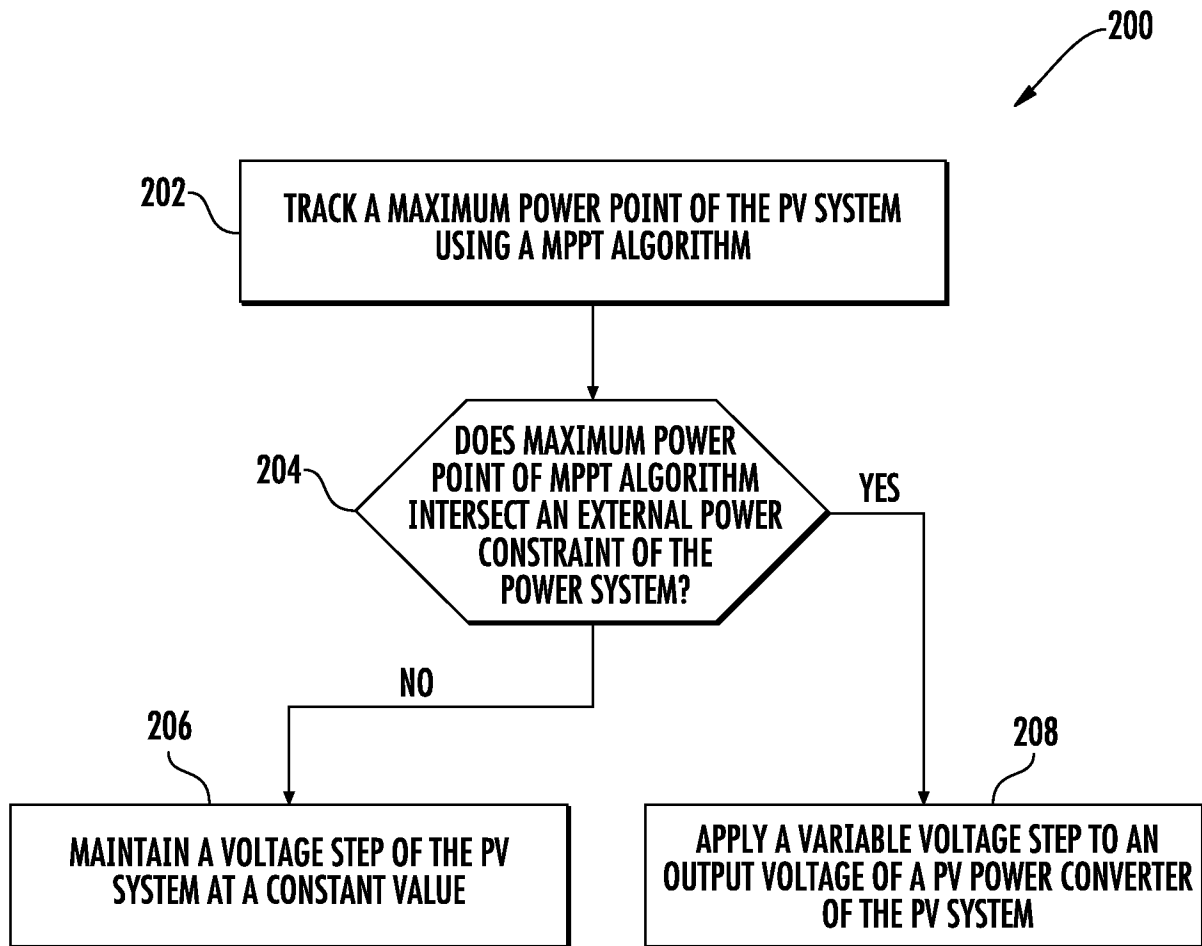 200
202
TRACK A MAXIMUM POWER POINT OF THE PV SYSTEM
USING A MPPT ALGORITHM
204
DOES MAXIMUM POWER
POINT OF MPPT ALGORITHM
INTERSECT AN EXTERNAL POWER
CONSTRAINT OF THE
POWER SYSTEM?
YES
NO
206
MAINTAIN A VOLTAGE STEP OF THE PV
SYSTEM AT A CONSTANT VALUE
208
APPLY A VARIABLE VOLTAGE STEP TO AN
OUTPUT VOLTAGE OF A PV POWER CONVERTER
OF THE PV SYSTEM